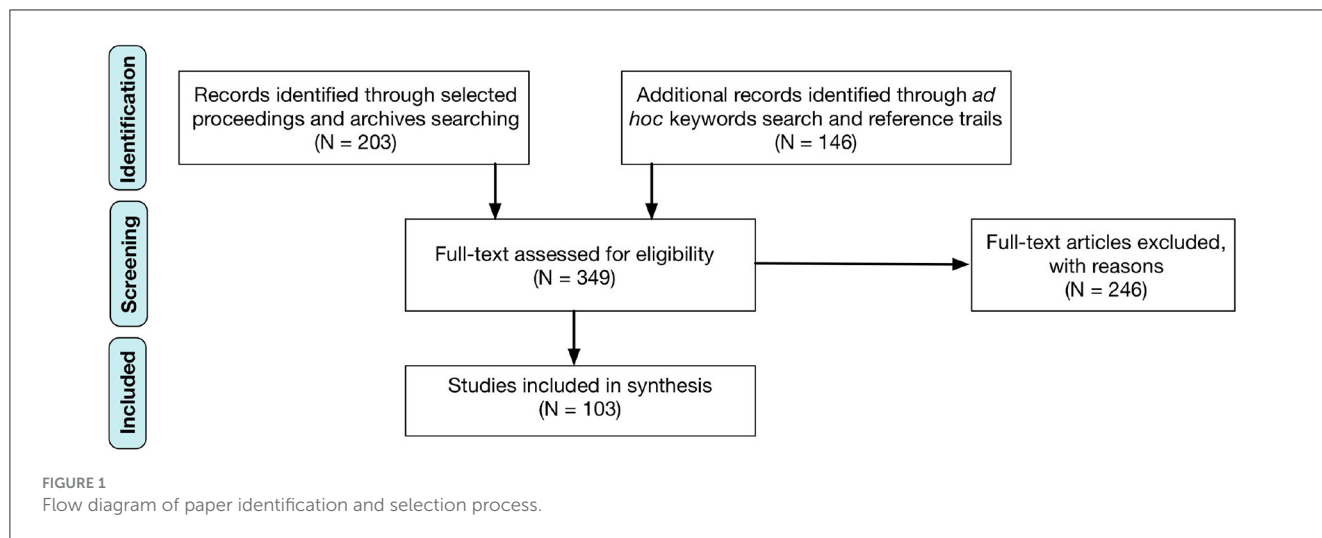 Identification
Records identified through selected
proceedings and archives searching
(N = 203)
Additional records identified through ad
hoc keywords search and reference trails
(N = 146)
Screening
Full-text assessed for eligibility
(N = 349)
Full-text articles excluded,
with reasons
(N = 246)
Included
Studies included in synthesis
(N = 103)
FIGURE 1
Flow diagram of paper identification and selection process.